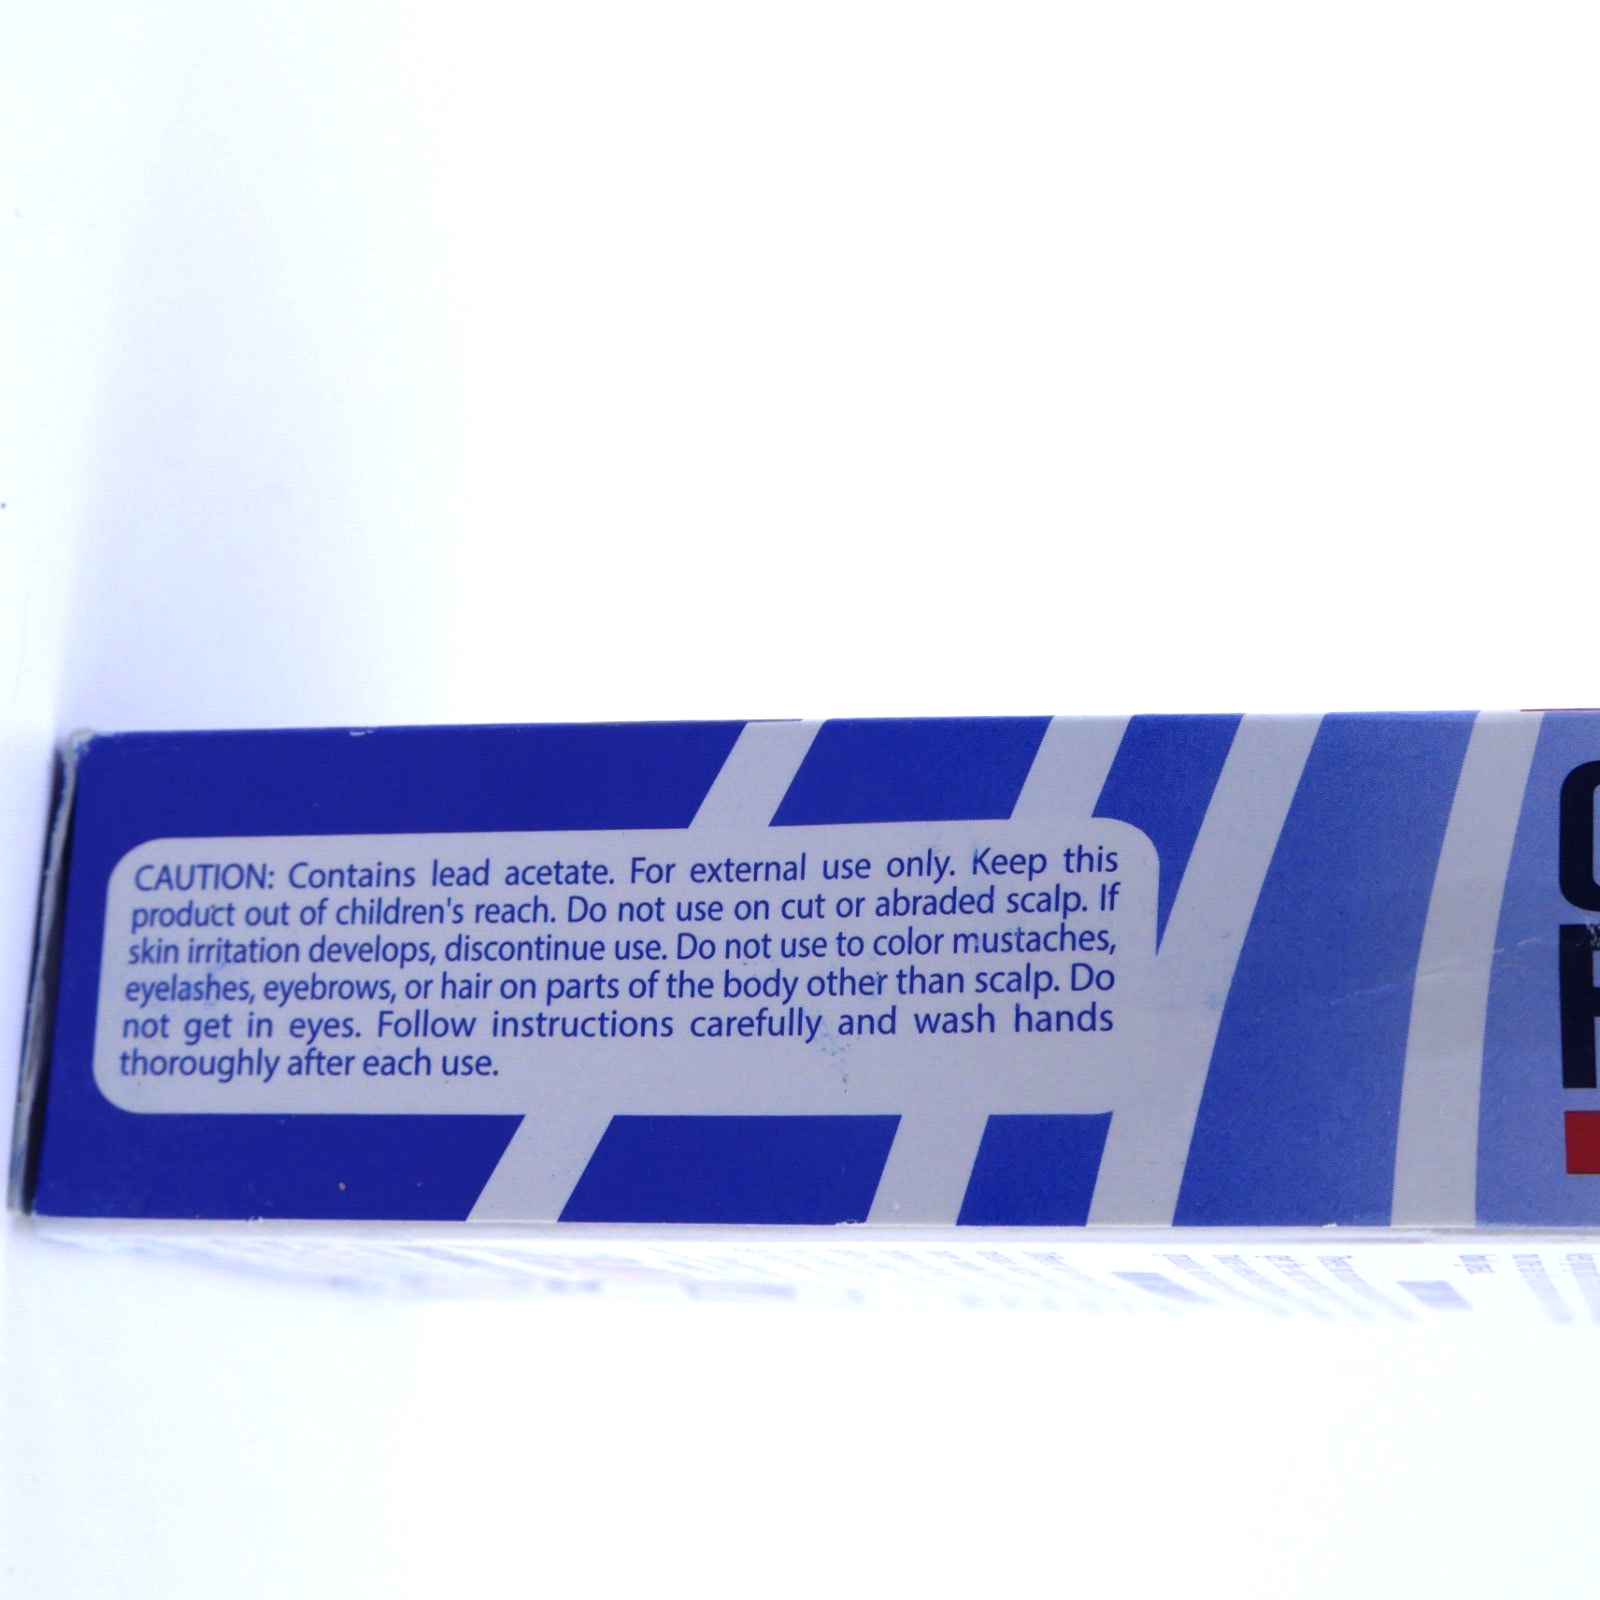 CAUTION: Contains lead acetate. For external use only. Keep this
product out of children's reach. Do not use on cut or abraded scalp. If
skin irritation develops, discontinue use. Do not use to color mustaches,
eyelashes, eyebrows, or hair on parts of the body other than scalp. Do
not get in eyes. Follow instructions carefully and wash hands
thoroughly after each use.